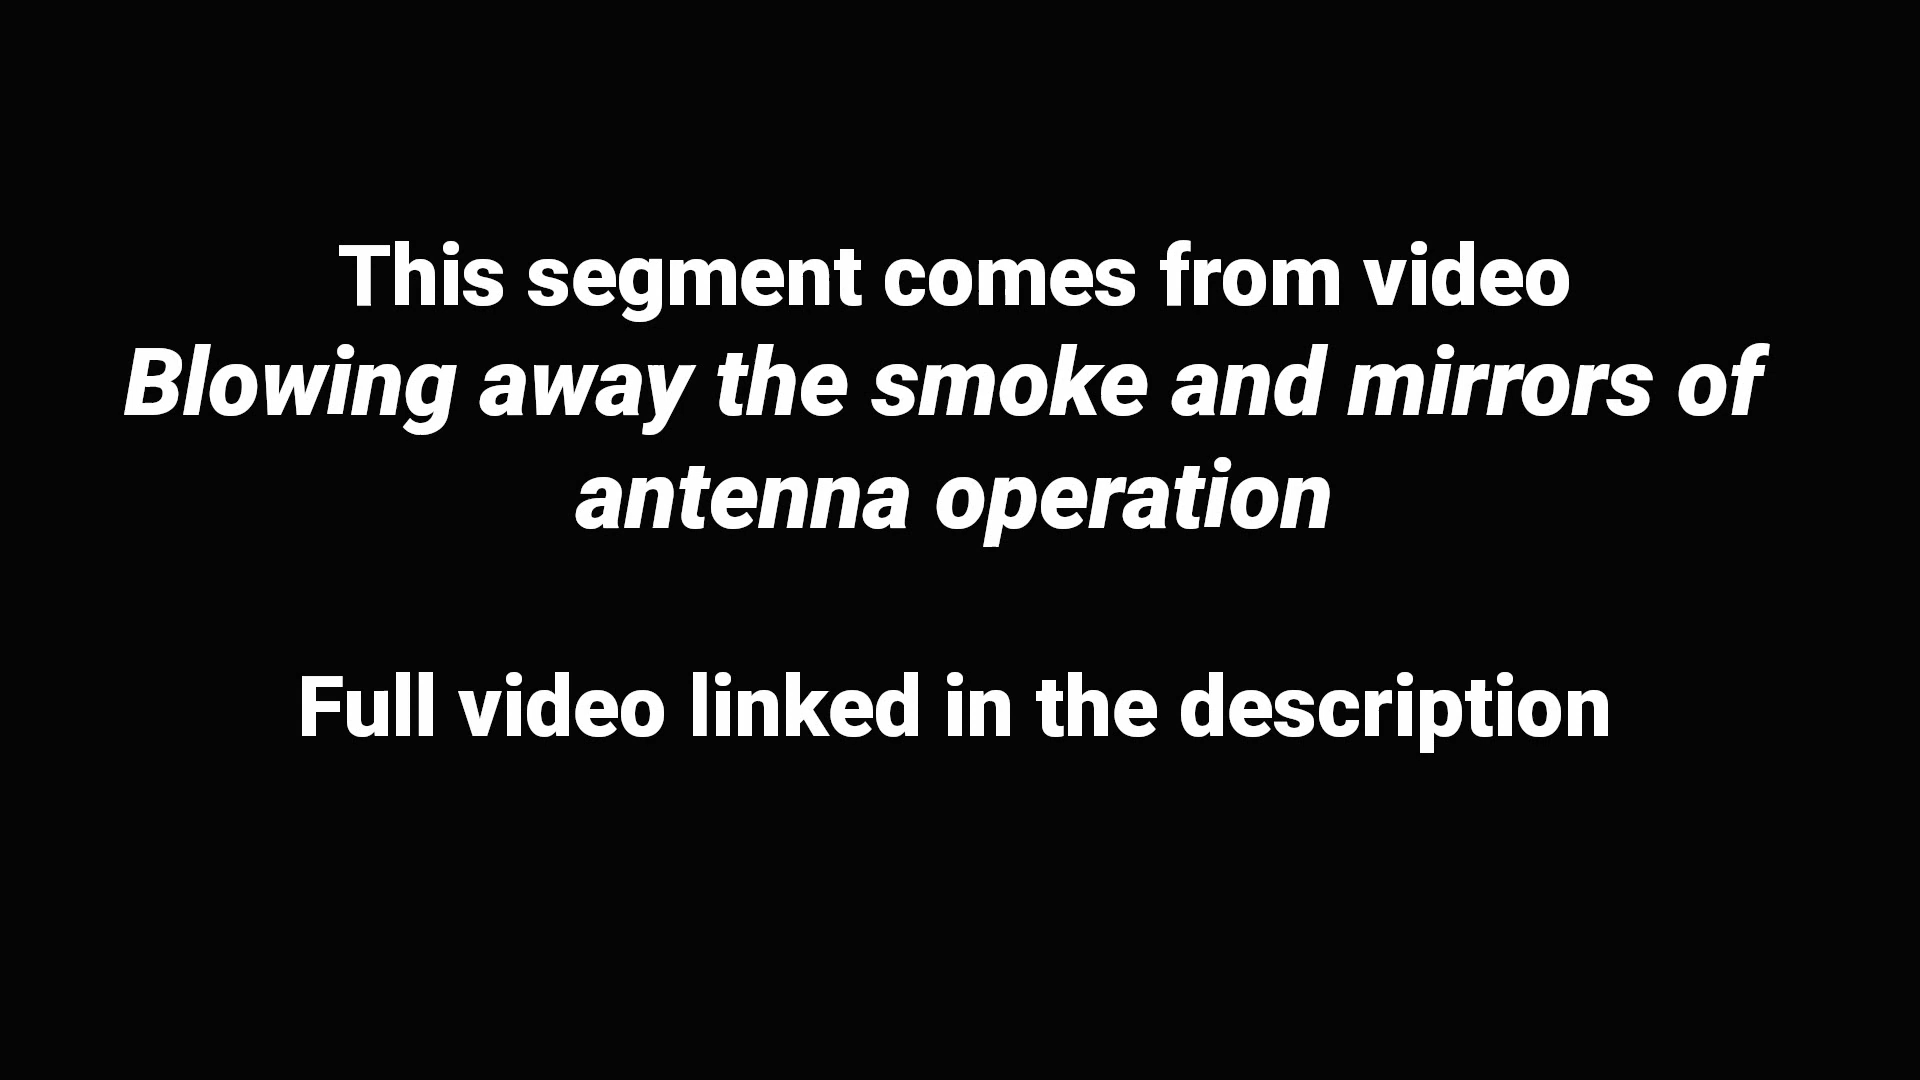 This segment comes from video
Blowing away the smoke and mirrors of
antenna operation
Full video linked in the description